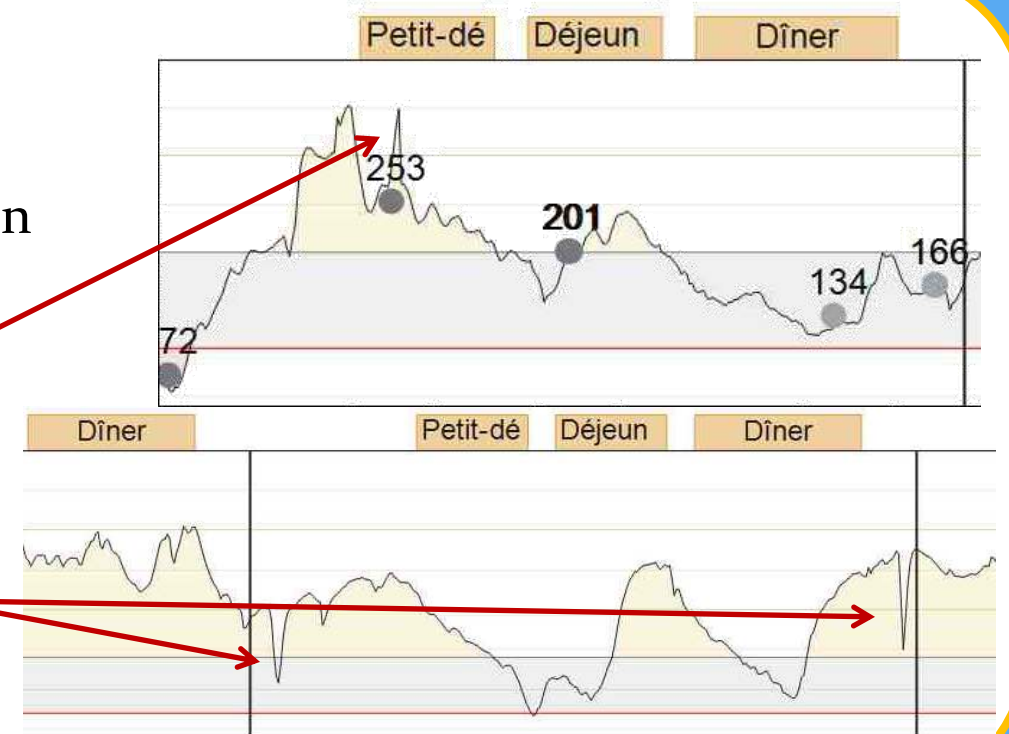 Petit-dé Déjeun Dîner
n
253
201
166
134
72
Dîner Petit-dé Déjeun Dîner